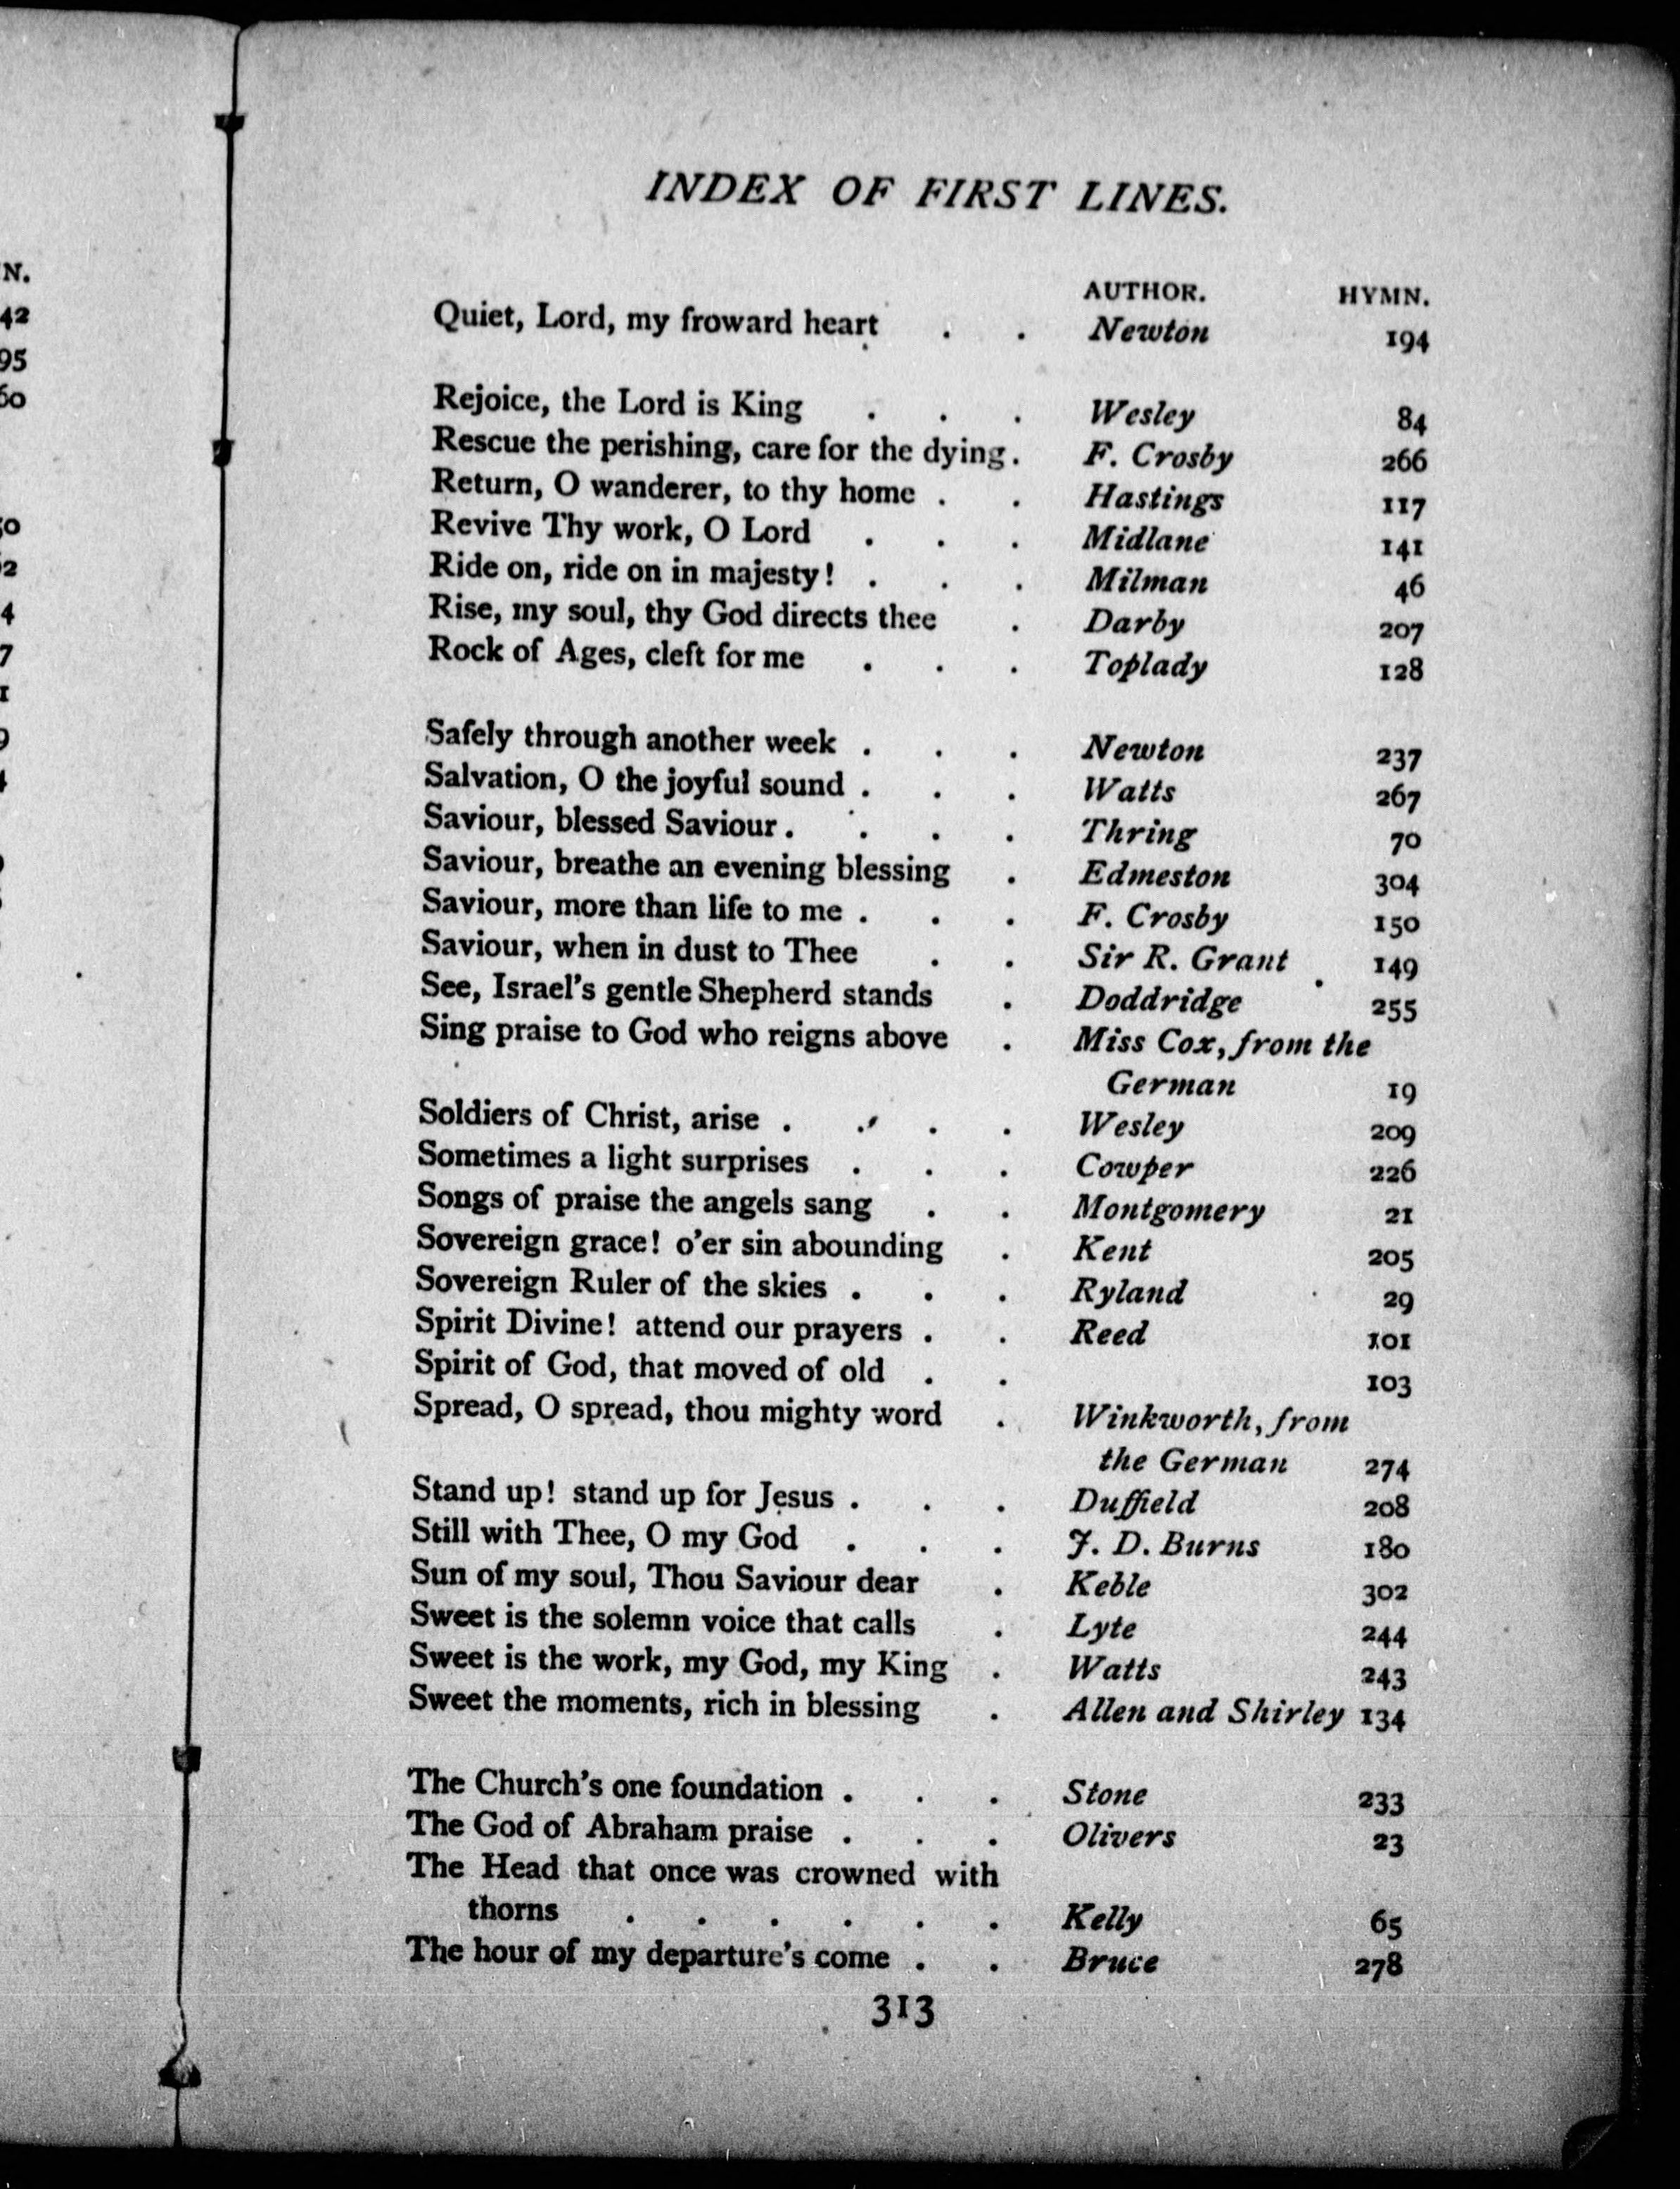 INDEX OF FIRST LINES.
AUTHOR. HYMN.
Quiet, Lord, my froward heart . . Newton 194
Rejoice, the Lord is King . . . Wesley 84
Rescue the perishing, care for the dying . F. Crosby 266
Return, O wanderer, to thy home . . Hastings 117
Revive Thy work, O Lord . . . Midlane 141
Ride on, ride on in majesty! . . . Milman 46
Rise, my soul, thy God directs thee . Darby 207
Rock of Ages, cleft for me . . . Toplady 128
Safely through another week . . . Newton 237
Salvation, O the joyful sound . . . Watts 267
Saviour, blessed Saviour . . . . Thring 70
Saviour, breathe an evening blessing . Edmeston 304
Saviour, more than life to me . . . F. Crosby 150
Saviour, when in dust to Thee . . Sir R. Grant 149
See, Israel's gentle Shepherd stands . Doddridge 255
Sing praise to God who reigns above . Miss Cox, from the
German 19
Soldiers of Christ, arise . . . . Wesley 209
Sometimes a light surprises . . . Cowper 226
Songs of praise the angels sang . . Montgomery 21
Sovereign grace! o'er sin abounding . Kent 205
Sovereign Ruler of the skies . . . Ryland 29
Spirit Divine! attend our prayers . . Reed 101
Spirit of God, that moved of old . . 103
Spread, O spread, thou mighty word . Winkworth, from
the German 274
Stand up! stand up for Jesus . . . Duffield 208
Still with Thee, O my God . . . J. D. Burns 180
Sun of my soul, Thou Saviour dear . Keble 302
Sweet is the solemn voice that calls . Lyte 244
Sweet is the work, my God, my King . Watts 243
Sweet the moments, rich in blessing . Allen and Shirley 134
The Church's one foundation . . . Stone 233
The God of Abraham praise . . . Olivers 23
The Head that once was crowned with
thorns . . . . . . Kelly 65
The hour of my departure's come . . Bruce 278
313